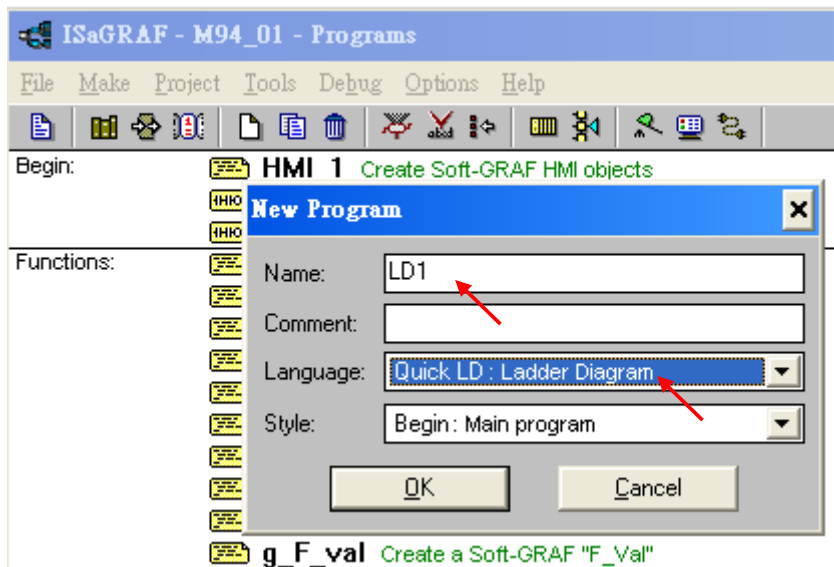 ISaGRAF - M94_01 - Programs
File Make Project Tools Debug Options Help
Begin:
HMI_1 Create Soft-GRAF HMI objects
New Program
Functions:
Name: LD1
Comment:
Language: Quick LD : Ladder Diagram
Style: Begin : Main program
OK Cancel
g_F_val Create a Soft-GRAF "F_Val"